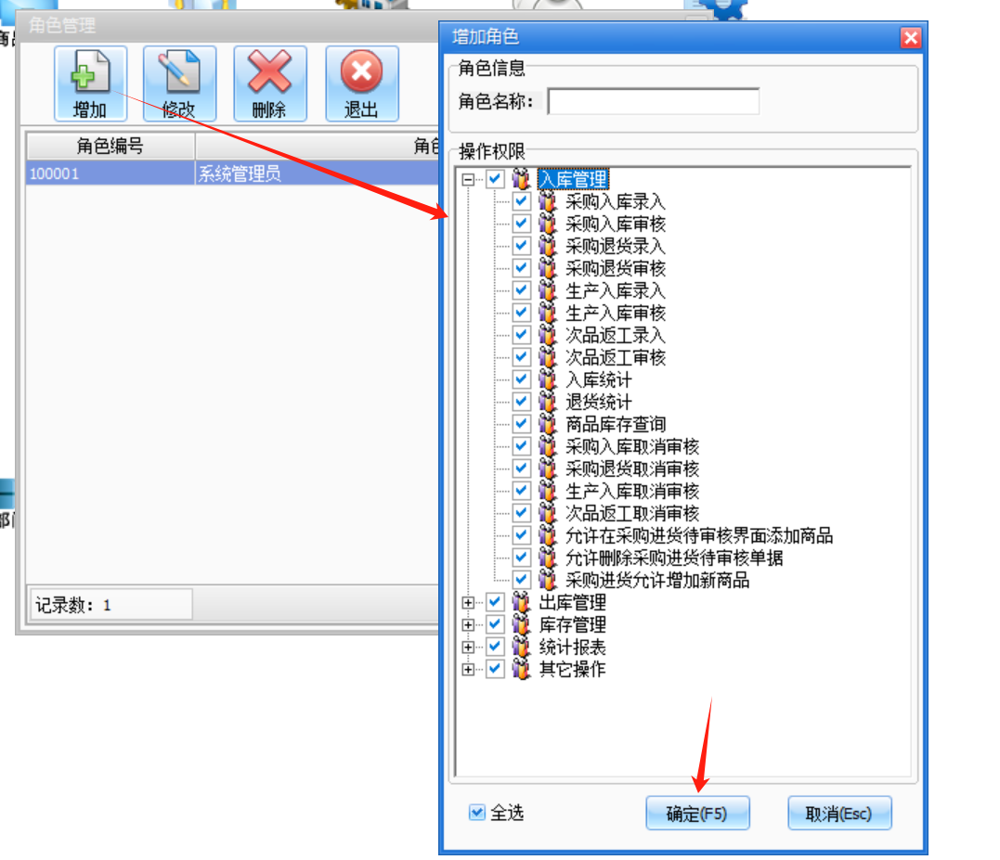 角色管理
增加
修改
删除
退出
角色编号
角色
100001
系统管理员
记录数: 1
增加角色
角色信息
角色名称:
操作权限
入库管理
采购入库录入
采购入库审核
采购退货录入
采购退货审核
生产入库录入
生产入库审核
次品返工录入
次品返工审核
入库统计
退货统计
商品库存查询
采购入库取消审核
采购退货取消审核
生产入库取消审核
次品返工取消审核
允许在采购进货待审核界面添加商品
允许删除采购进货待审核单据
采购进货允许增加新商品
出库管理
库存管理
统计报表
其它操作
全选
确定(F5)
取消(Esc)